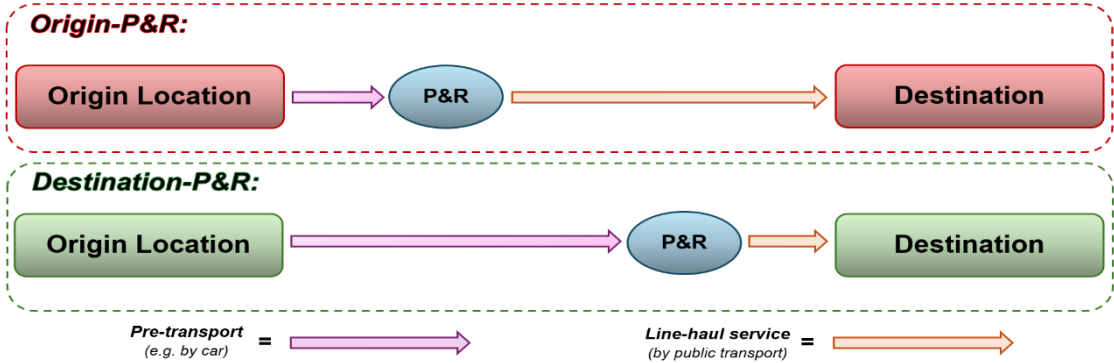 Origin-P&R:
Origin Location
P&R
Destination
Destination-P&R:
Origin Location
P&R
Destination
Pre-transport
(e.g. by car)
=
Line-haul service
(by public transport)
=